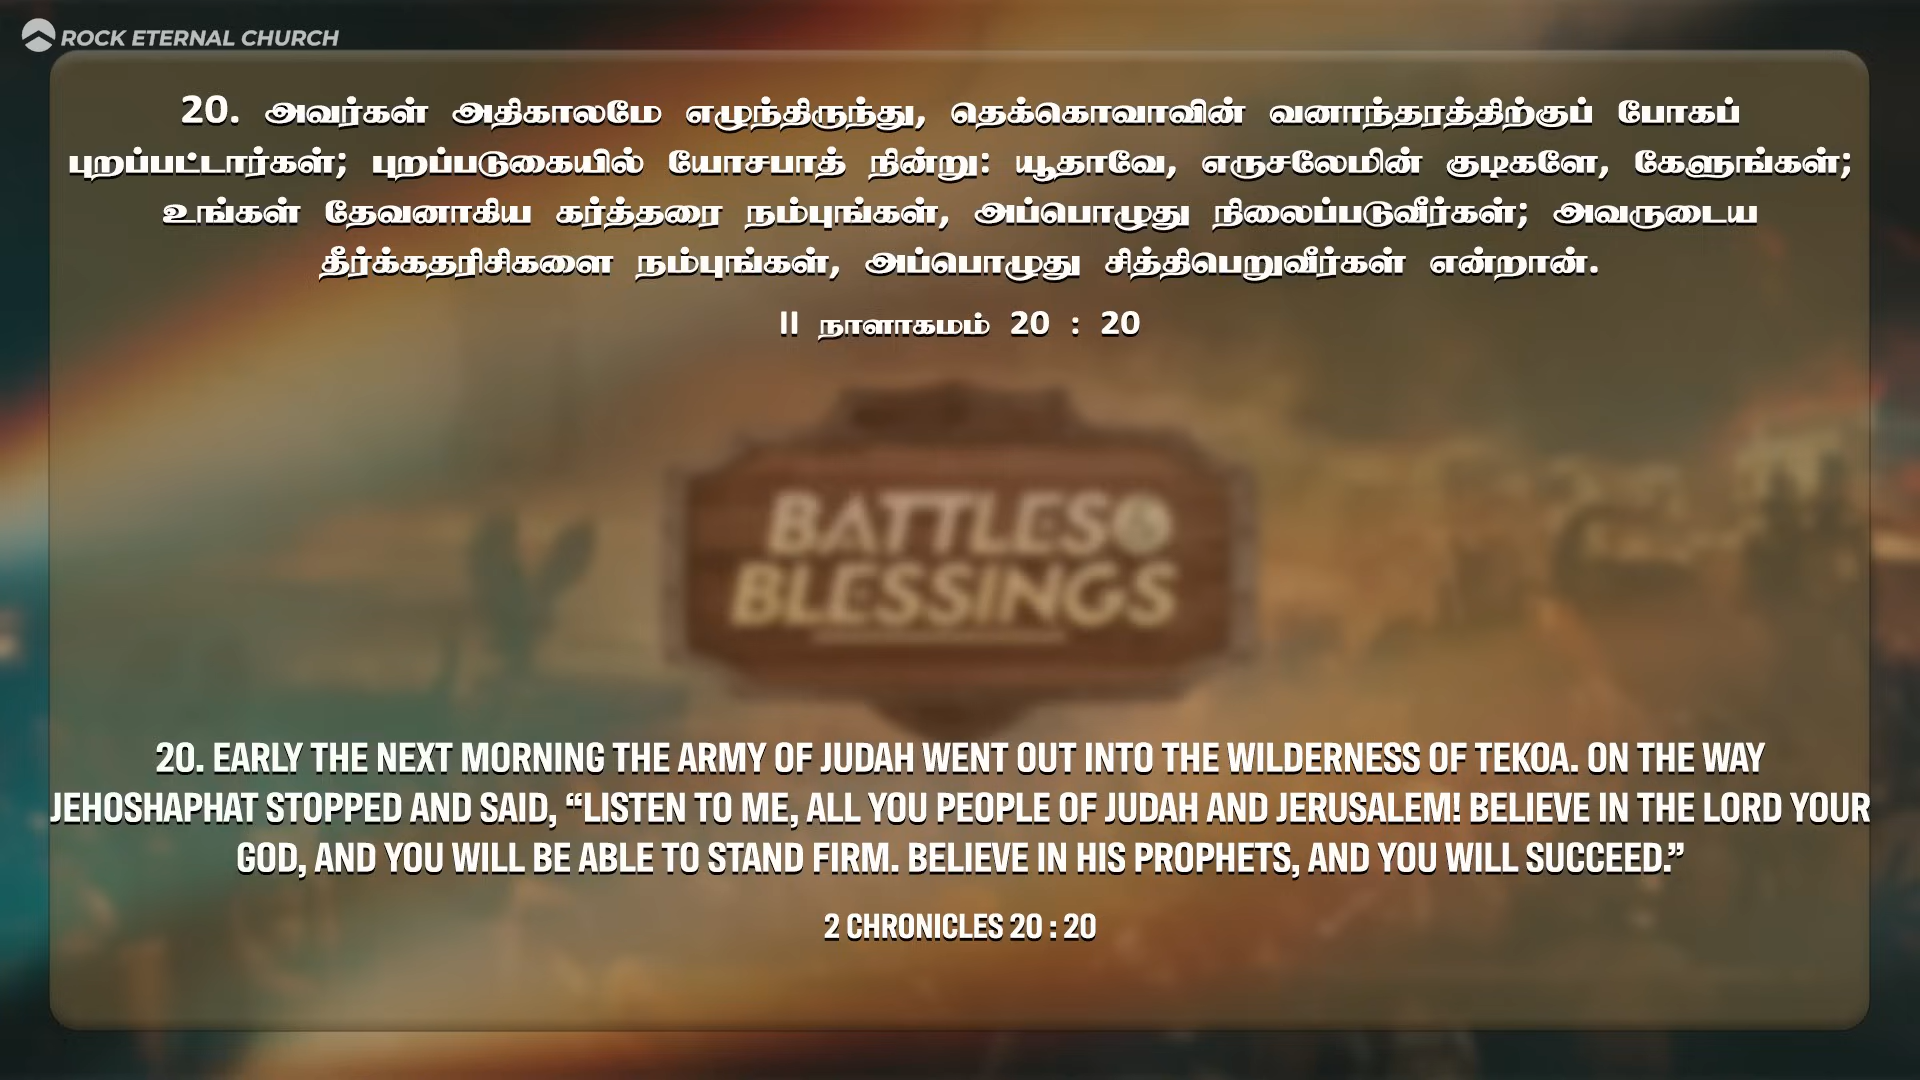 ROCK ETERNAL CHURCH
20. அவர்கள் அதிகாலமே எழுந்திருந்து, தெக்கொவாவின் வனாந்தரத்திற்குப் போகப்
புறப்பட்டார்கள்; புறப்படுகையில் யோசபாத் நின்று: யூதாவே, எருசலேமின் குடிகளே, கேளுங்கள்;
உங்கள் தேவனாகிய கர்த்தரை நம்புங்கள், அப்பொழுது நிலைப்படுவீர்கள்; அவருடைய
தீர்க்கதரிசிகளை நம்புங்கள், அப்பொழுது சித்திபெறுவீர்கள் என்றான்.
II நாளாகமம் 20 : 20
BATTLES &
BLESSINGS
20. EARLY THE NEXT MORNING THE ARMY OF JUDAH WENT OUT INTO THE WILDERNESS OF TEKOA. ON THE WAY
JEHOSHAPHAT STOPPED AND SAID, “LISTEN TO ME, ALL YOU PEOPLE OF JUDAH AND JERUSALEM! BELIEVE IN THE LORD YOUR
GOD, AND YOU WILL BE ABLE TO STAND FIRM. BELIEVE IN HIS PROPHETS, AND YOU WILL SUCCEED.”
2 CHRONICLES 20 : 20